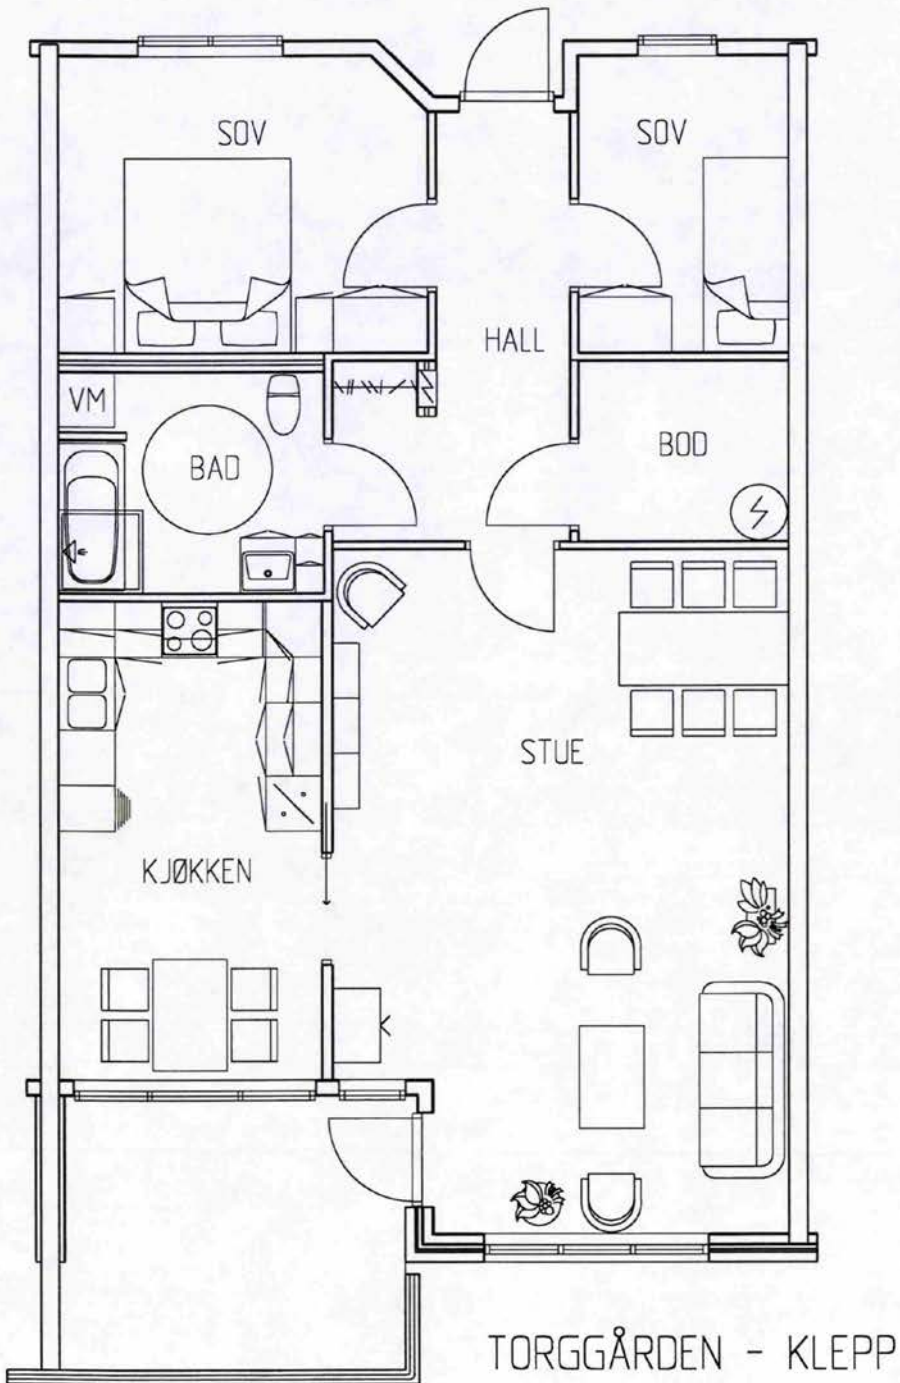 SOV
SOV
HALL
VM
BAD
BOD
STUE
KJØKKEN
TORGGÅRDEN - KLEPP